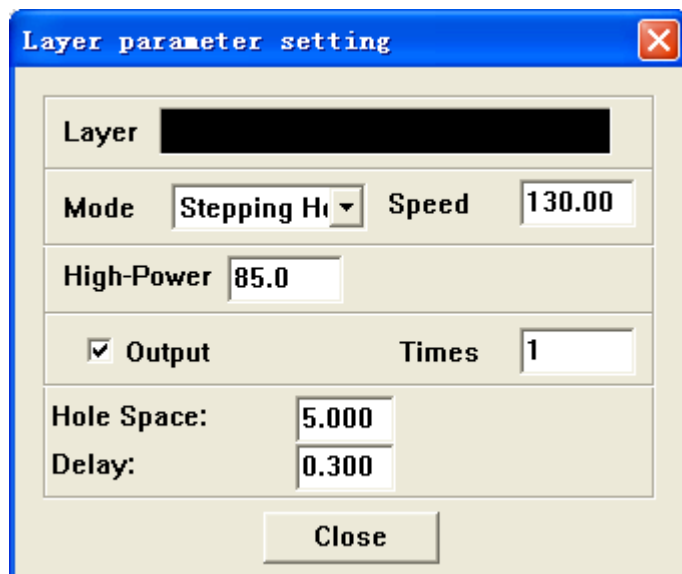 Layer parameter setting
Layer
Mode Stepping Speed 130.00
High-Power 85.0
Output Times 1
Hole Space: 5.000
Delay: 0.300
Close